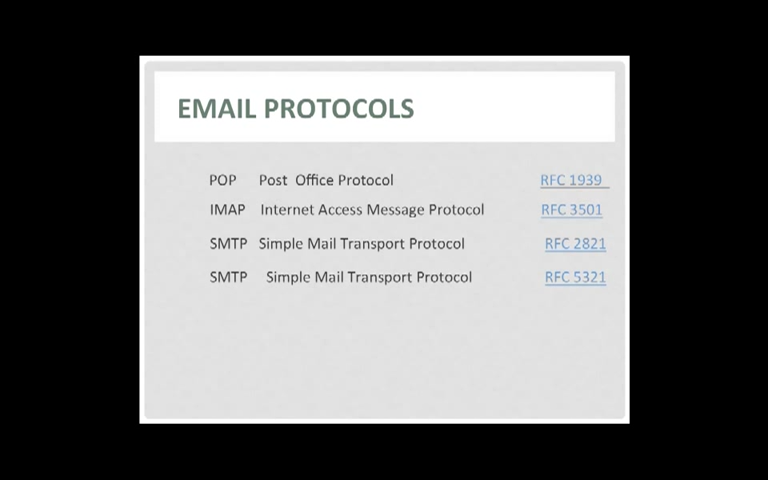 EMAIL PROTOCOLS
POP Post Office Protocol RFC 1939
IMAP Internet Access Message Protocol RFC 3501
SMTP Simple Mail Transport Protocol RFC 2821
SMTP Simple Mail Transport Protocol RFC 5321